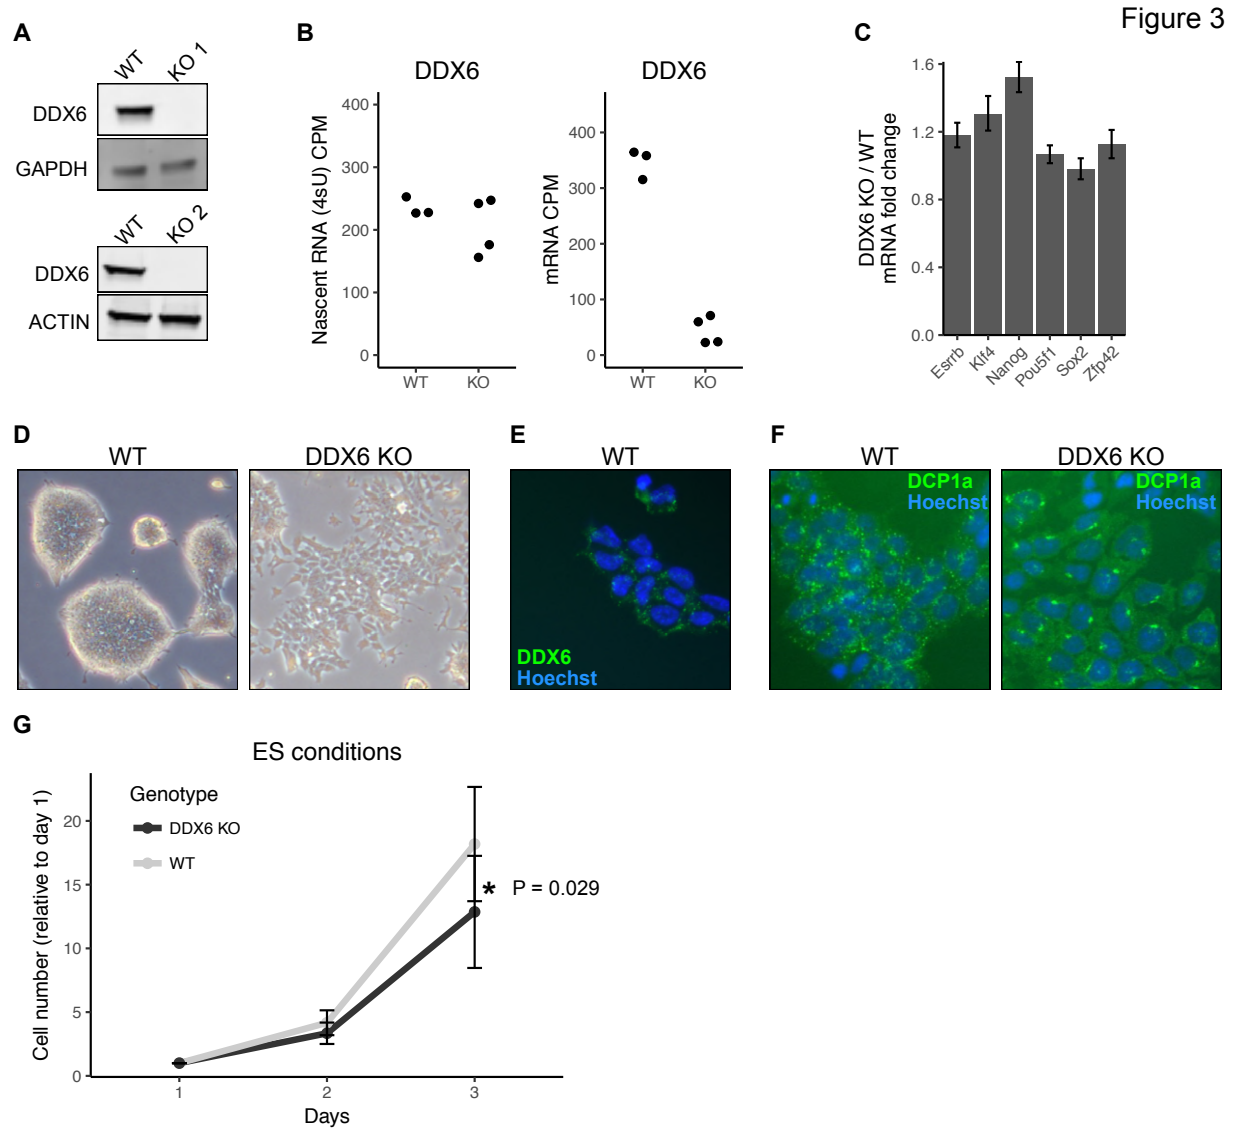 Figure 3
A
WT
KO 1
DDX6
GAPDH
WT
KO 2
DDX6
ACTIN
B
DDX6
Nascent RNA (4sU) CPM
400
300
200
100
0
WT
KO
DDX6
mRNA CPM
400
300
200
100
0
WT
KO
C
DDX6 KO / WT
mRNA fold change
1.6
1.2
0.8
0.4
0.0
Esrrb
Klf4
Nanog
Pou5f1
Sox2
Zfp42
D
WT
DDX6 KO
E
WT
DDX6
Hoechst
F
WT
DCP1a
Hoechst
DDX6 KO
DCP1a
Hoechst
G
ES conditions
Cell number (relative to day 1)
20
15
10
5
0
Genotype
DDX6 KO
WT
* P = 0.029
1
2
3
Days